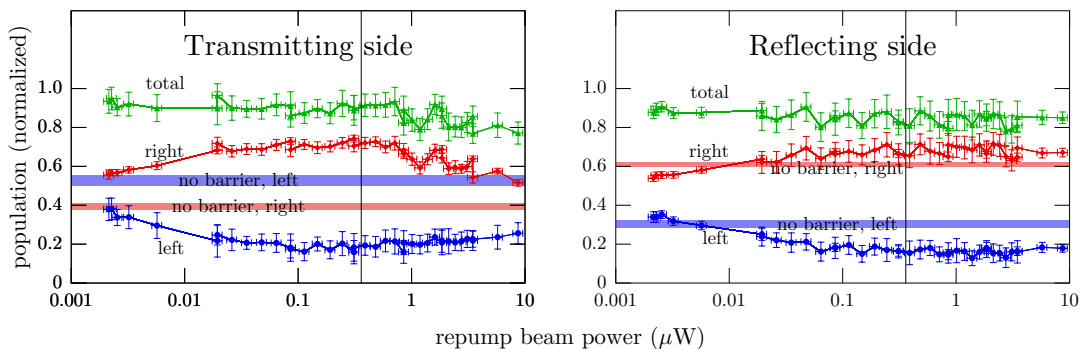 Transmitting side
Reflecting side
population (normalized)
1.0
0.8
0.6
0.4
0.2
0
total
right
no barrier, left
no barrier, right
left
0.001
0.01
0.1
1
10
1.0
0.8
0.6
0.4
0.2
0
total
right
no barrier, right
no barrier, left
left
0.001
0.01
0.1
1
10
repump beam power (μW)